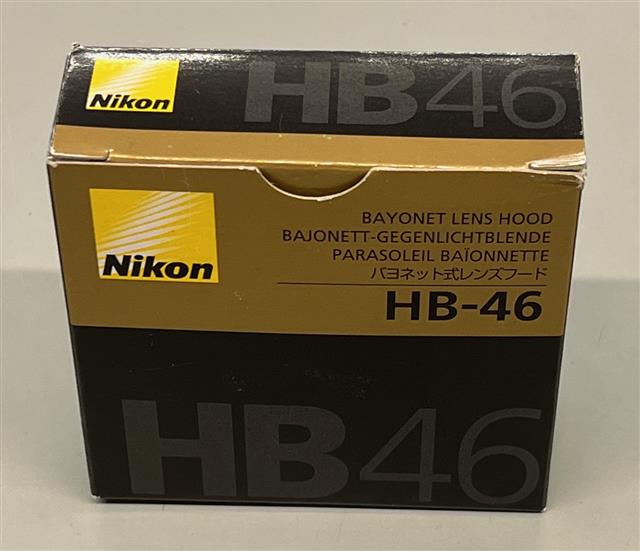 Nikon
HB46
Nikon
BAYONET LENS HOOD
BAJONETT-GEGENLICHTBLENDE
PARASOLEIL BAÏONNETTE
バヨネット式レンズフード
HB-46
HB46